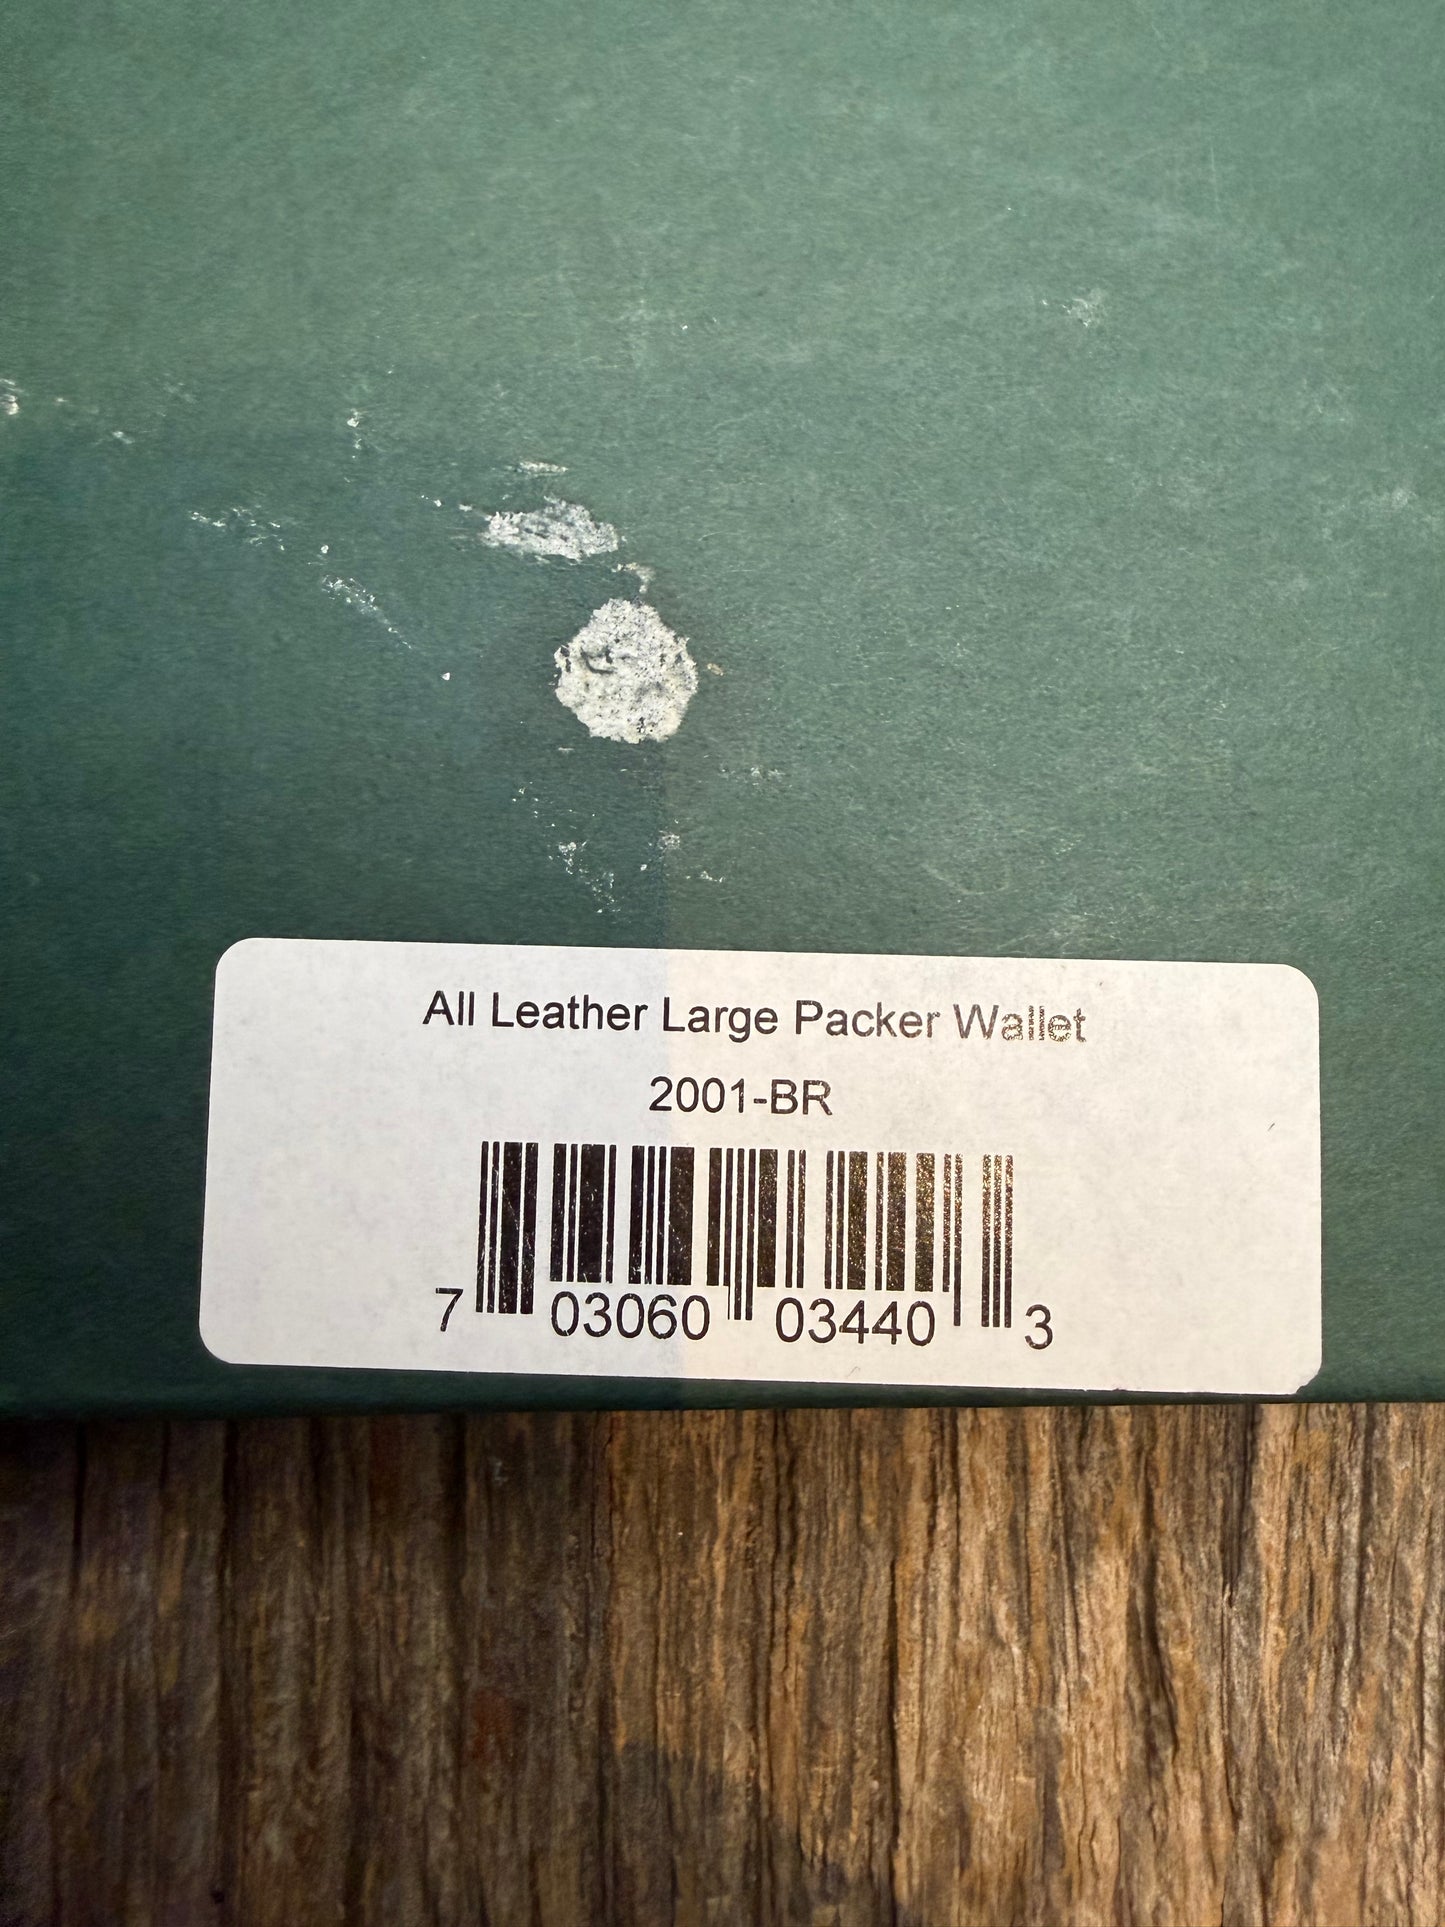 All Leather Large Packer Wallet
2001-BR
7 03060 03440 3